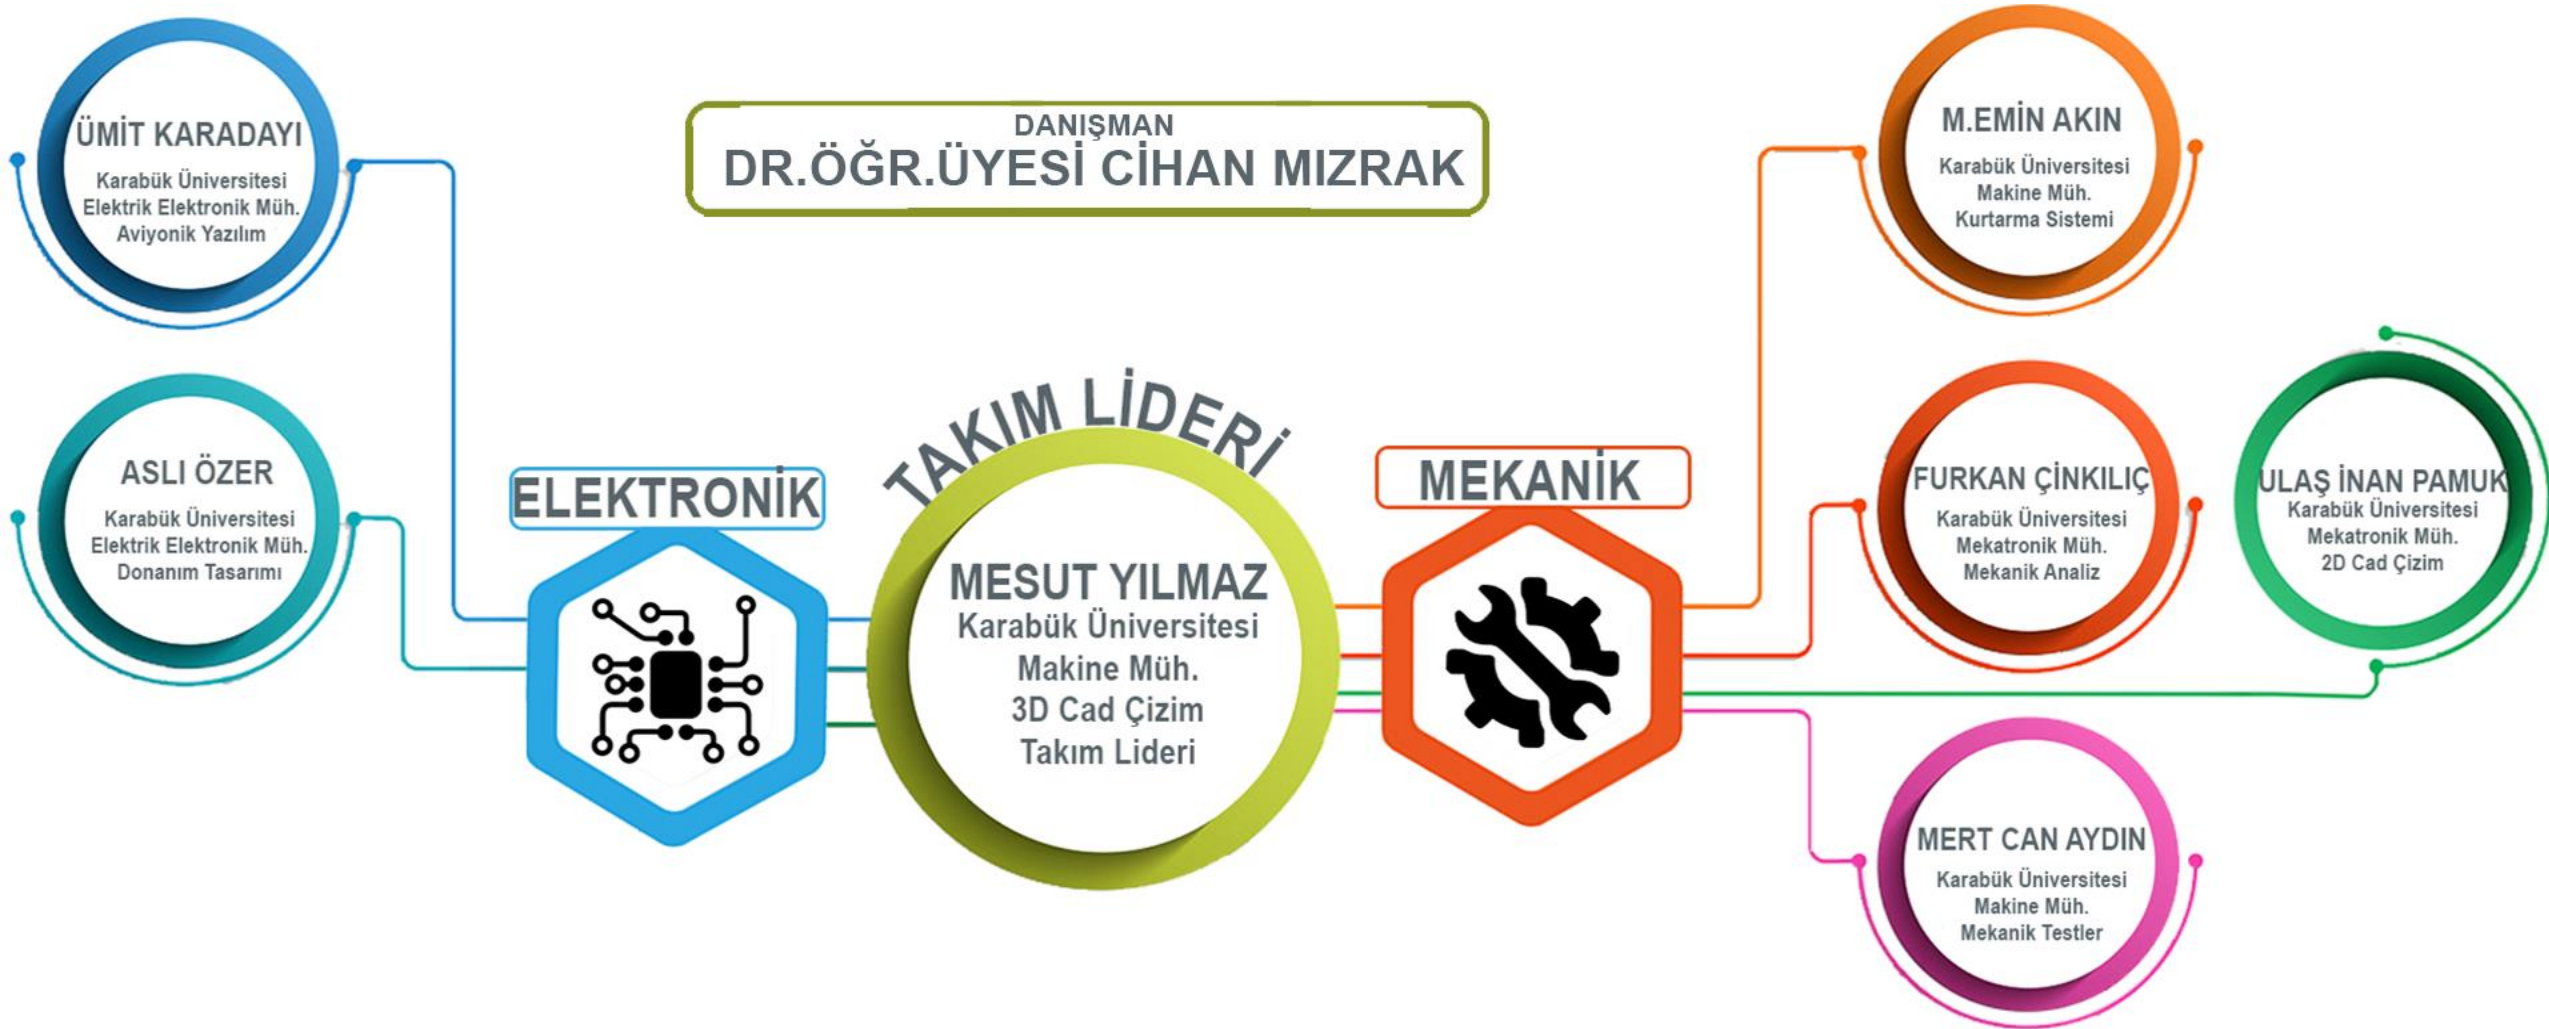 DANIŞMAN
DR.ÖĞR.ÜYESİ CİHAN MIZRAK
ÜMİT KARADAYI
Karabük Üniversitesi
Elektrik Elektronik Müh.
Aviyonik Yazılım
ASLI ÖZER
Karabük Üniversitesi
Elektrik Elektronik Müh.
Donanım Tasarımı
ELEKTRONİK
TAKIM LİDERİ
MESUT YILMAZ
Karabük Üniversitesi
Makine Müh.
3D Cad Çizim
Takım Lideri
MEKANİK
M.EMİN AKIN
Karabük Üniversitesi
Makine Müh.
Kurtarma Sistemi
FURKAN ÇİNKILIÇ
Karabük Üniversitesi
Mekatronik Müh.
Mekanik Analiz
ULAŞ İNAN PAMUK
Karabük Üniversitesi
Mekatronik Müh.
2D Cad Çizim
MERT CAN AYDIN
Karabük Üniversitesi
Makine Müh.
Mekanik Testler